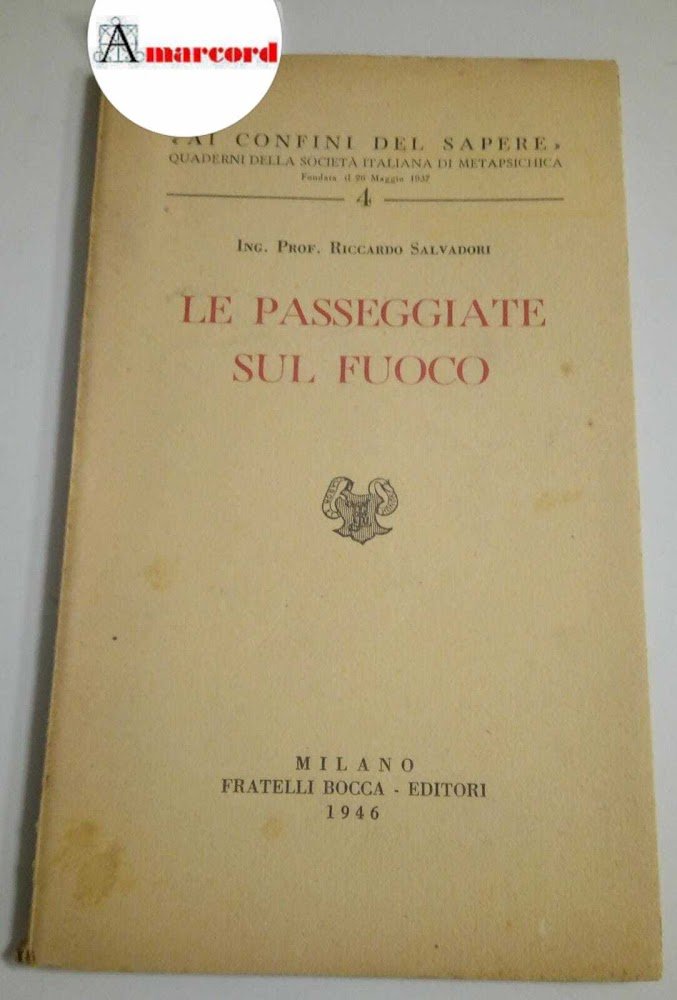 Amarcord
« AI CONFINI DEL SAPERE »
QUADERNI DELLA SOCIETÀ ITALIANA DI METAPSICHICA
Fondata il 26 Maggio 1937
4
ING. PROF. RICCARDO SALVADORI
LE PASSEGGIATE
SUL FUOCO
MILANO
FRATELLI BOCCA - EDITORI
1946